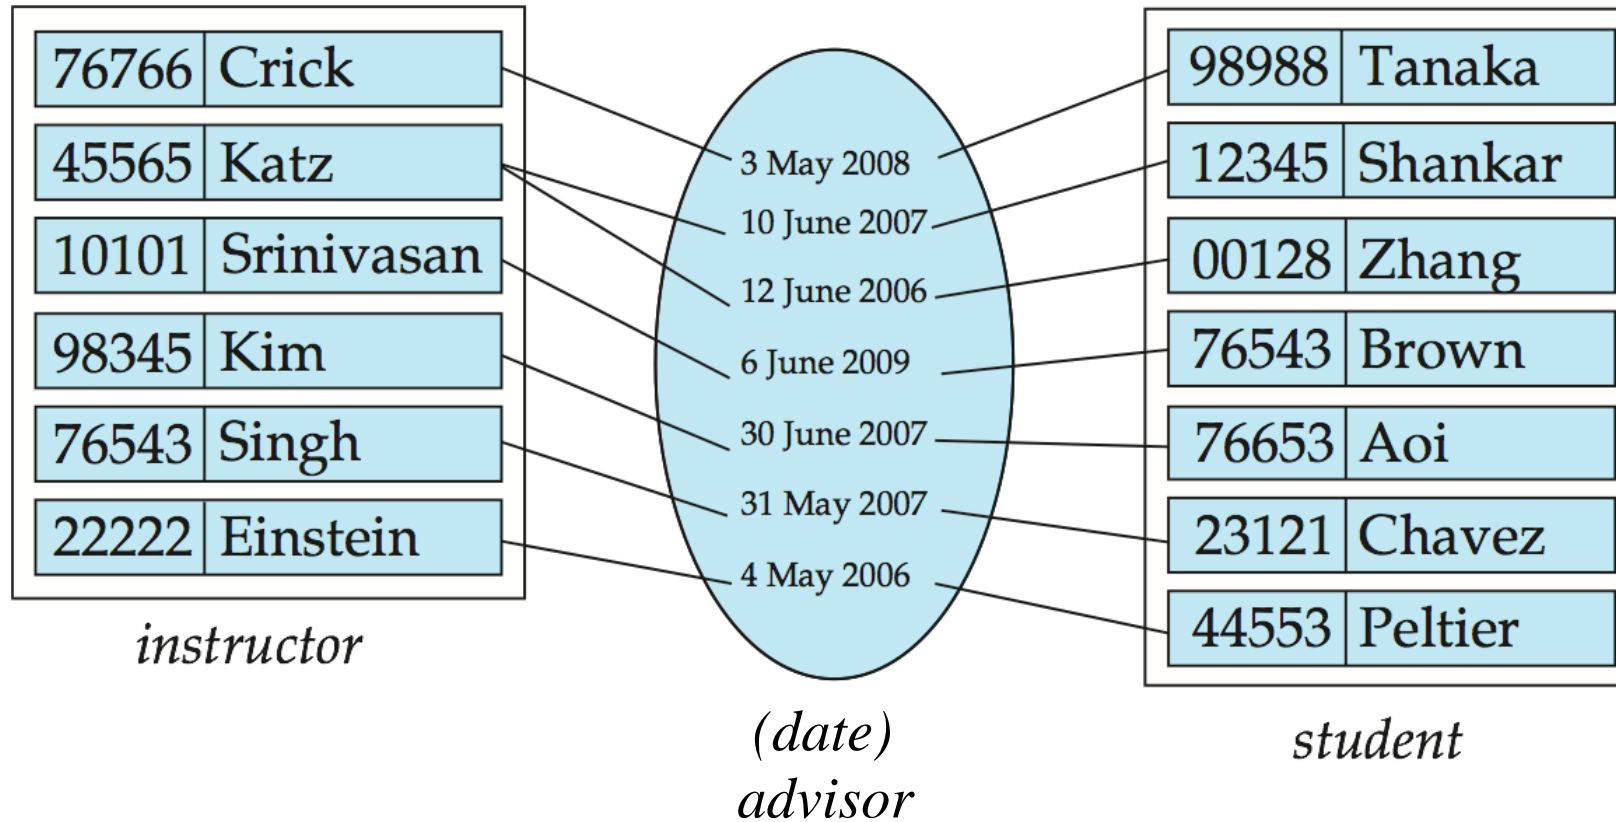 76766 Crick
45565 Katz
10101 Srinivasan
98345 Kim
76543 Singh
22222 Einstein
instructor
3 May 2008
10 June 2007
12 June 2006
6 June 2009
30 June 2007
31 May 2007
4 May 2006
(date)
advisor
98988 Tanaka
12345 Shankar
00128 Zhang
76543 Brown
76653 Aoi
23121 Chavez
44553 Peltier
student